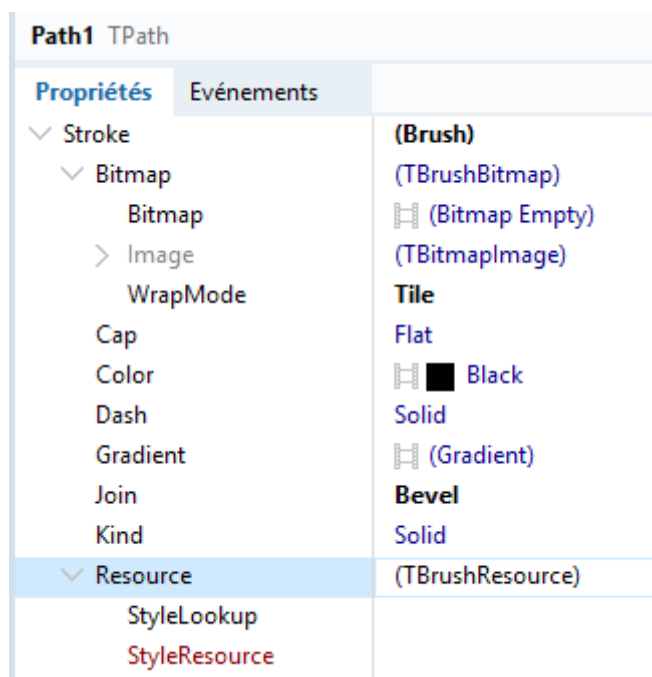 Path1 TPath
Propriétés Evénements
Stroke (Brush)
Bitmap (TBrushBitmap)
Bitmap (Bitmap Empty)
Image (TBitmapImage)
WrapMode Tile
Cap Flat
Color Black
Dash Solid
Gradient (Gradient)
Join Bevel
Kind Solid
Resource (TBrushResource)
StyleLookup
StyleResource